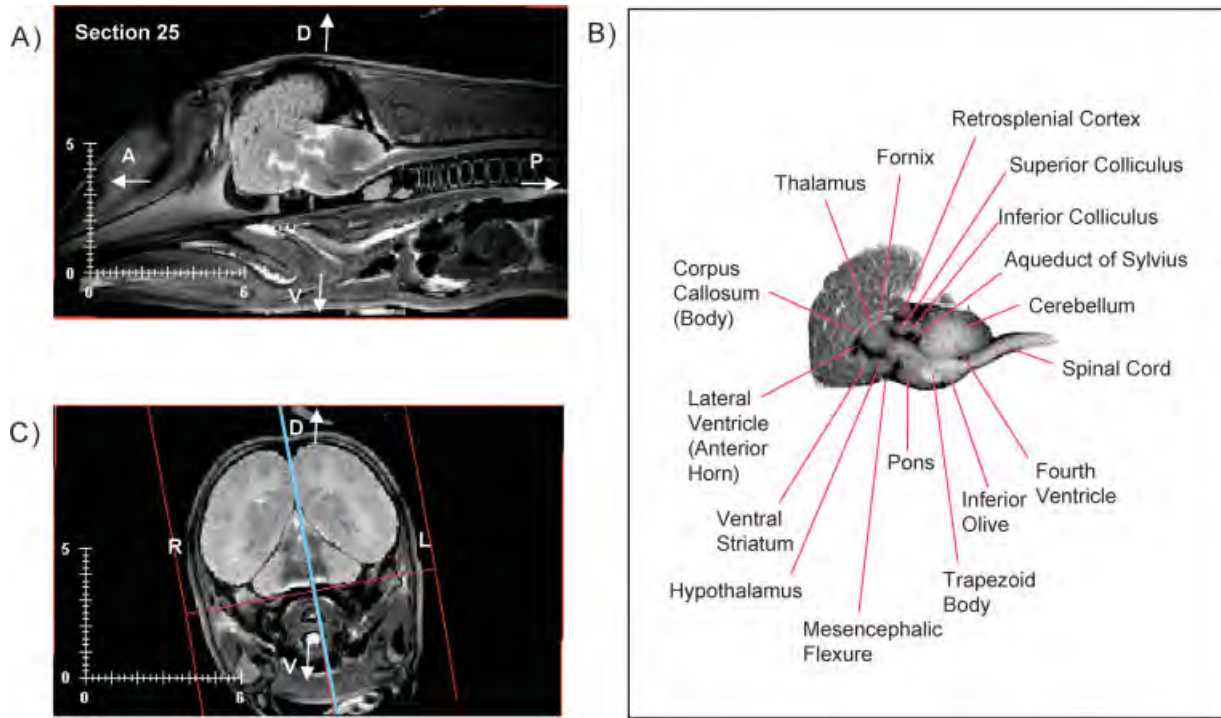 A)
Section 25
D
A
P
V
5
0
0
6
B)
Retrosplenial Cortex
Fornix
Superior Colliculus
Thalamus
Inferior Colliculus
Aqueduct of Sylvius
Corpus
Callosum
(Body)
Cerebellum
Spinal Cord
Lateral
Ventricle
(Anterior
Horn)
Pons
Fourth
Ventricle
Inferior
Olive
Ventral
Striatum
Trapezoid
Body
Hypothalamus
Mesencephalic
Flexure
C)
D
R
L
V
5
0
0
6